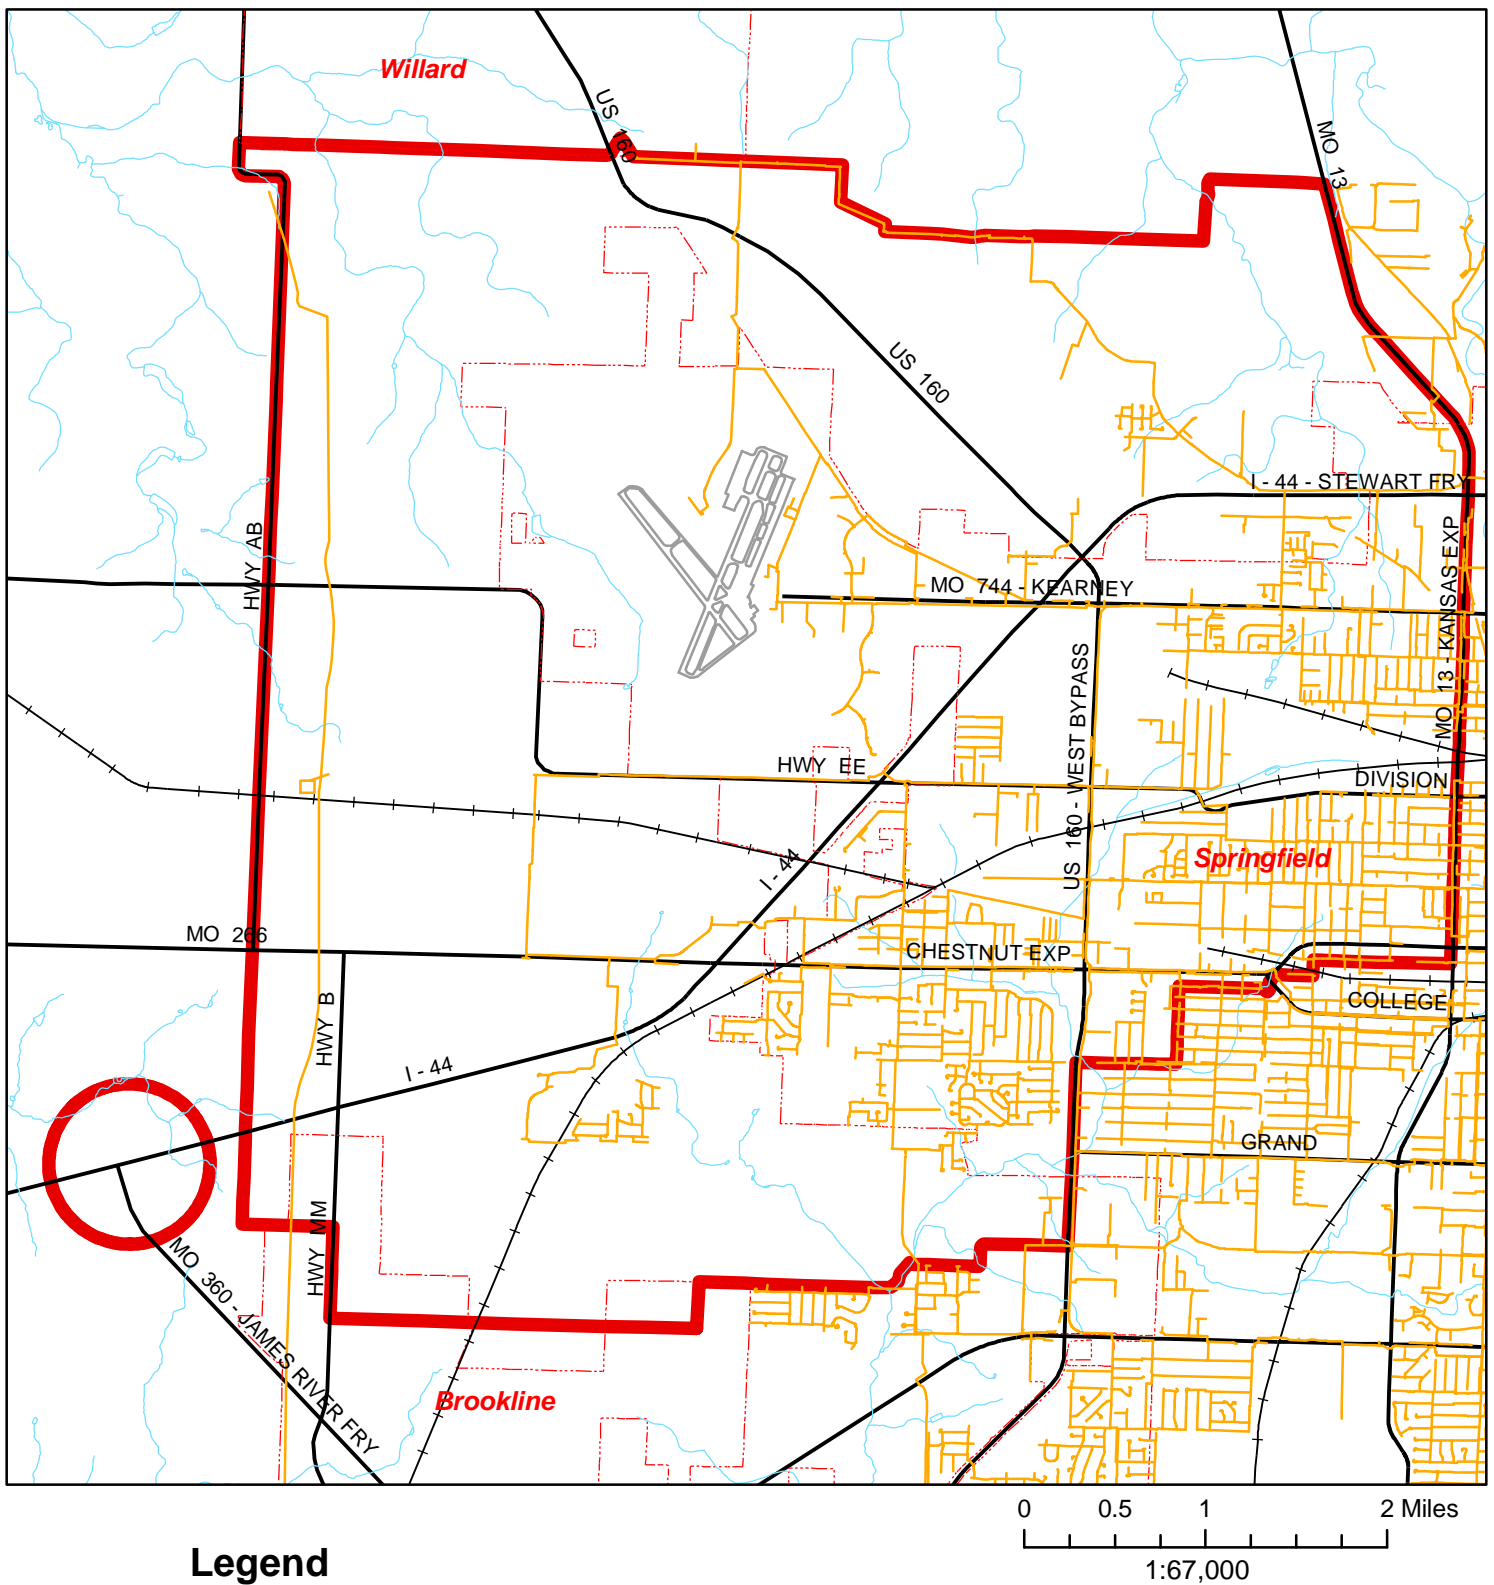 Willard
US 160
MO 13
US 160
I - 44 - STEWART FRY
HWY AB
MO 744 - KEARNEY
MO 13 - KANSAS EXP
US 160 - WEST BYPASS
HWY EE
DIVISION
Springfield
I - 44
MO 266
CHESTNUT EXP
HWY B
COLLEGE
I - 44
GRAND
HWY MM
MO 360 - JAMES RIVER FRY
Brookline
0 0.5 1 2 Miles
1:67,000
Legend